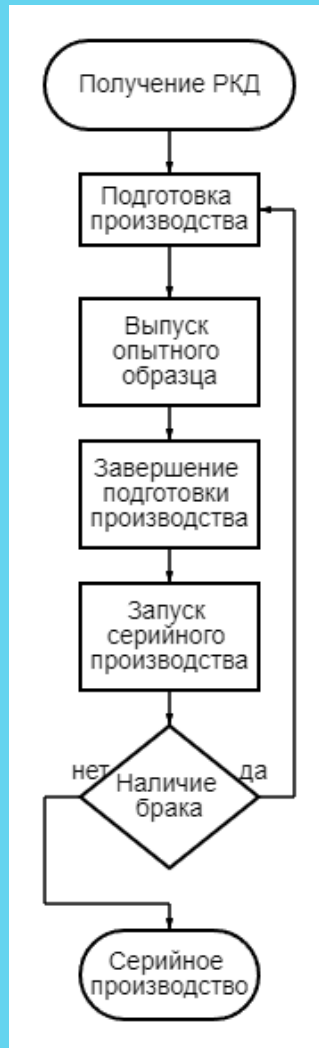 Получение РКД
Подготовка
производства
Выпуск
опытного
образца
Завершение
подготовки
производства
Запуск
серийного
производства
нет
да
Наличие
брака
Серийное
производство